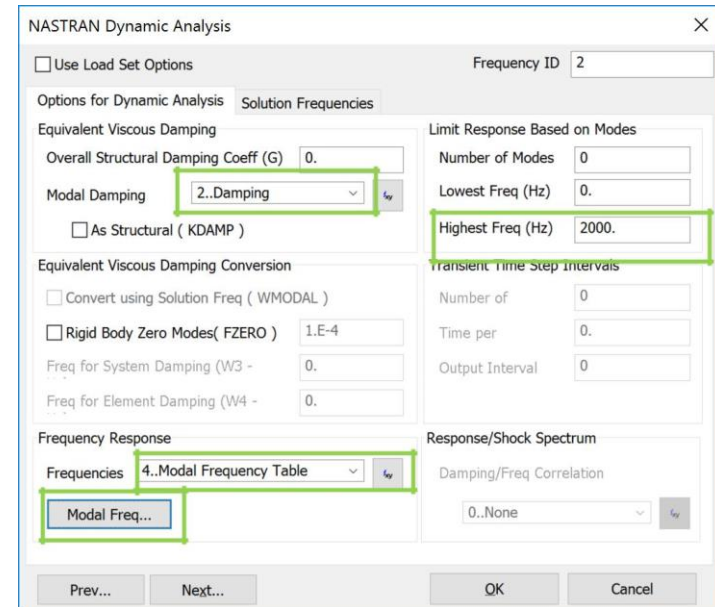 NASTRAN Dynamic Analysis
Use Load Set Options
Frequency ID 2
Options for Dynamic Analysis Solution Frequencies
Equivalent Viscous Damping
Overall Structural Damping Coeff (G) 0.
Modal Damping 2..Damping
As Structural ( KDAMP )
Limit Response Based on Modes
Number of Modes 0
Lowest Freq (Hz) 0.
Highest Freq (Hz) 2000.
Equivalent Viscous Damping Conversion
Convert using Solution Freq ( WMODAL )
Rigid Body Zero Modes( FZERO ) 1.E-4
Freq for System Damping (W3 - 0.
Freq for Element Damping (W4 - 0.
Transient Time Step Intervals
Number of 0
Time per 0.
Output Interval 0
Frequency Response
Frequencies 4..Modal Frequency Table
Modal Freq...
Response/Shock Spectrum
Damping/Freq Correlation
0..None
Prev... Next... OK Cancel